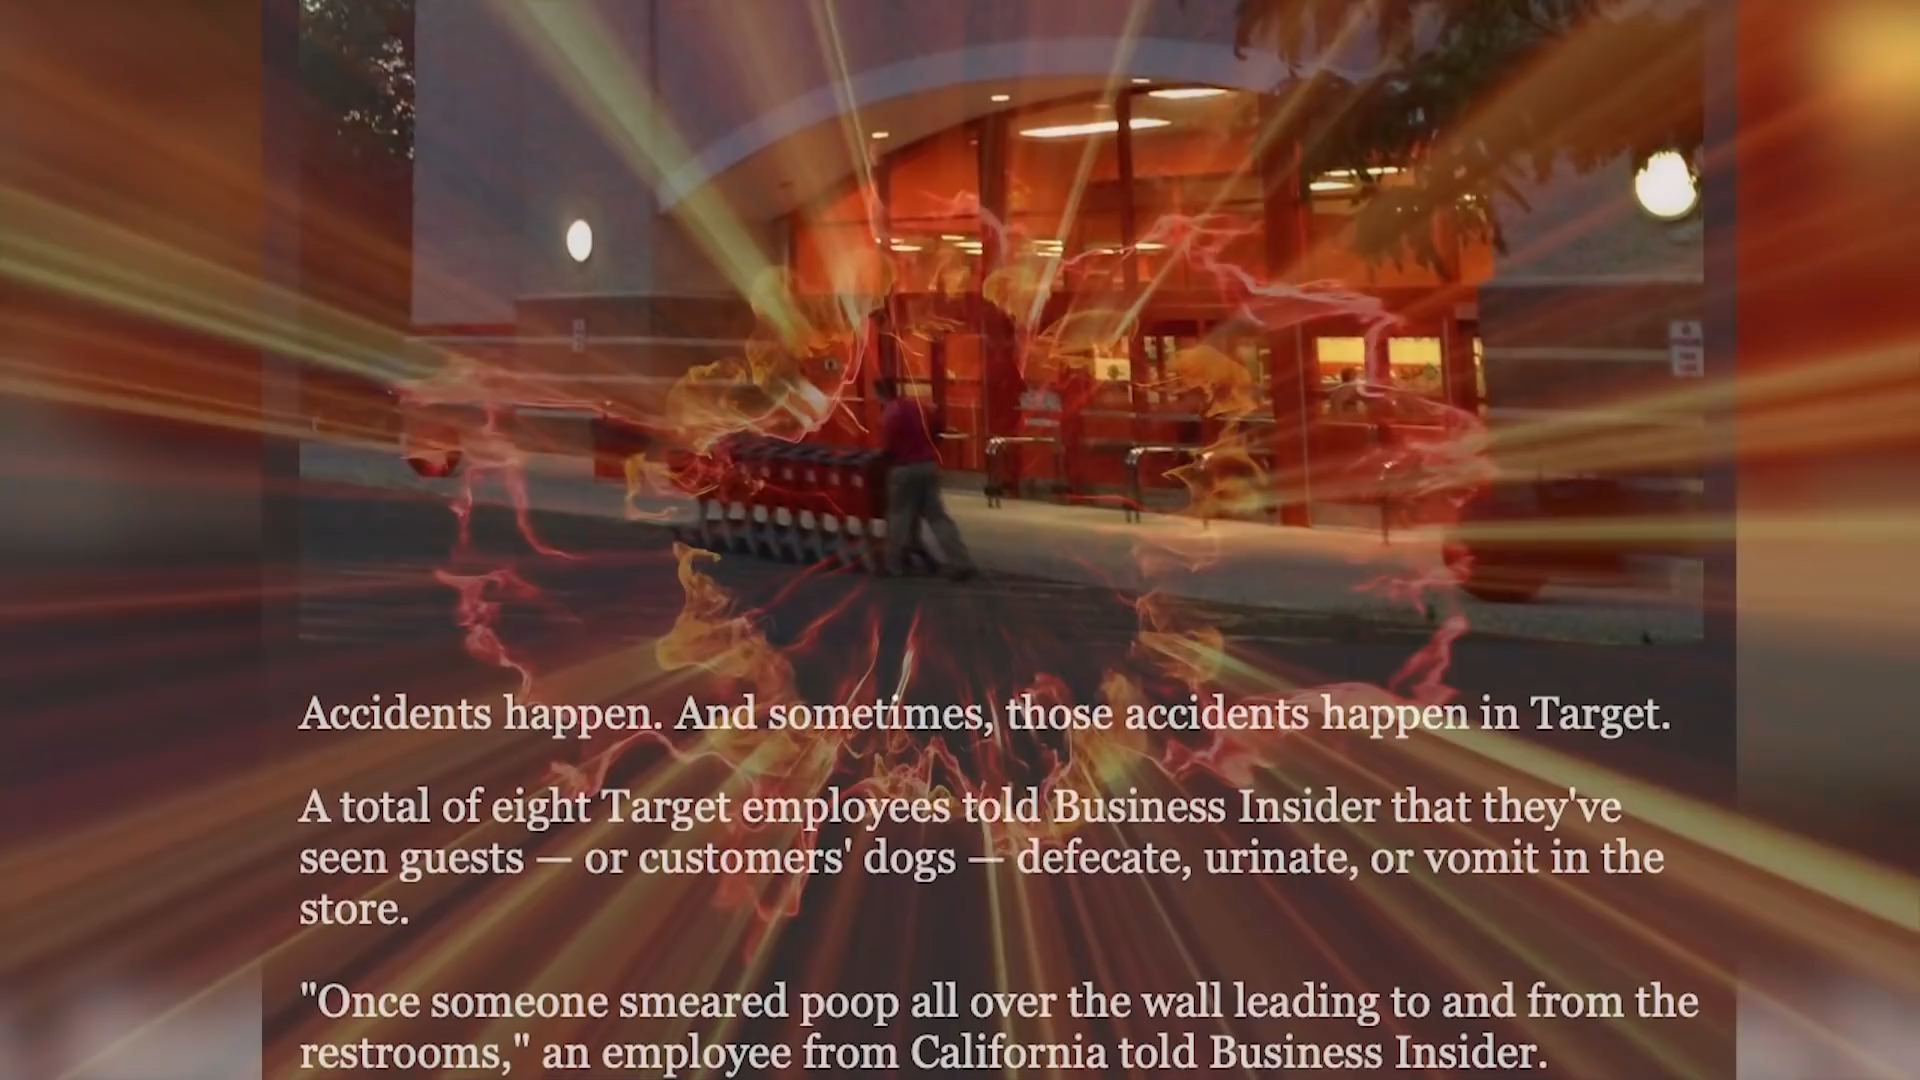 Accidents happen. And sometimes, those accidents happen in Target.
A total of eight Target employees told Business Insider that they've
seen guests — or customers' dogs — defecate, urinate, or vomit in the
store.
"Once someone smeared poop all over the wall leading to and from the
restrooms," an employee from California told Business Insider.